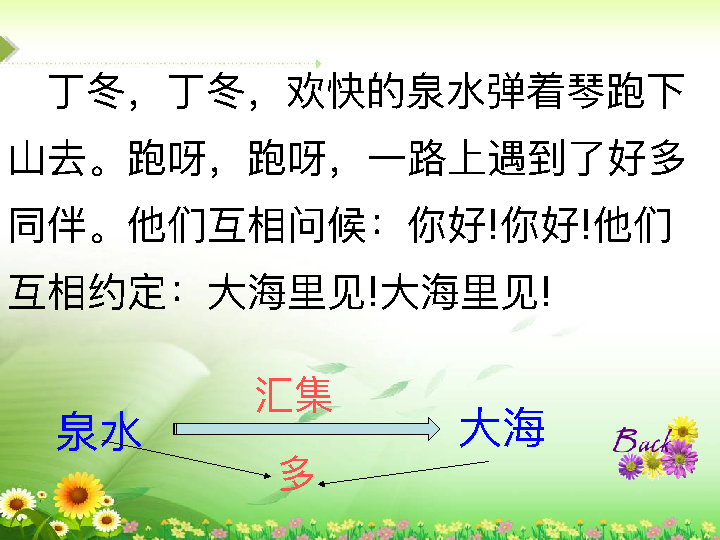 丁冬，丁冬，欢快的泉水弹着琴跑下
山去。跑呀，跑呀，一路上遇到了好多
同伴。他们互相问候：你好!你好!他们
互相约定：大海里见!大海里见!
汇集
泉水
大海
多
Back